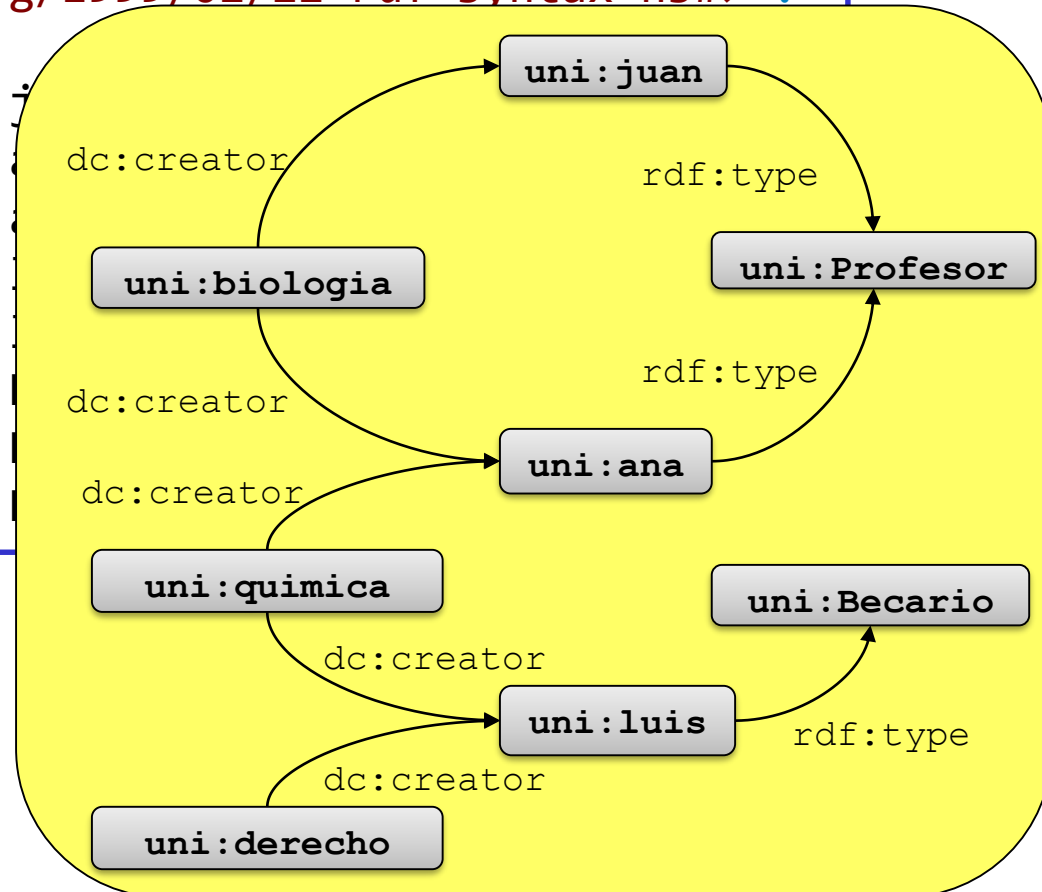 uni:juan
dc:creator
rdf:type
uni:biologia
uni:Profesor
rdf:type
dc:creator
uni:ana
dc:creator
uni:quimica
uni:Becario
dc:creator
uni:luis
rdf:type
dc:creator
uni:derecho